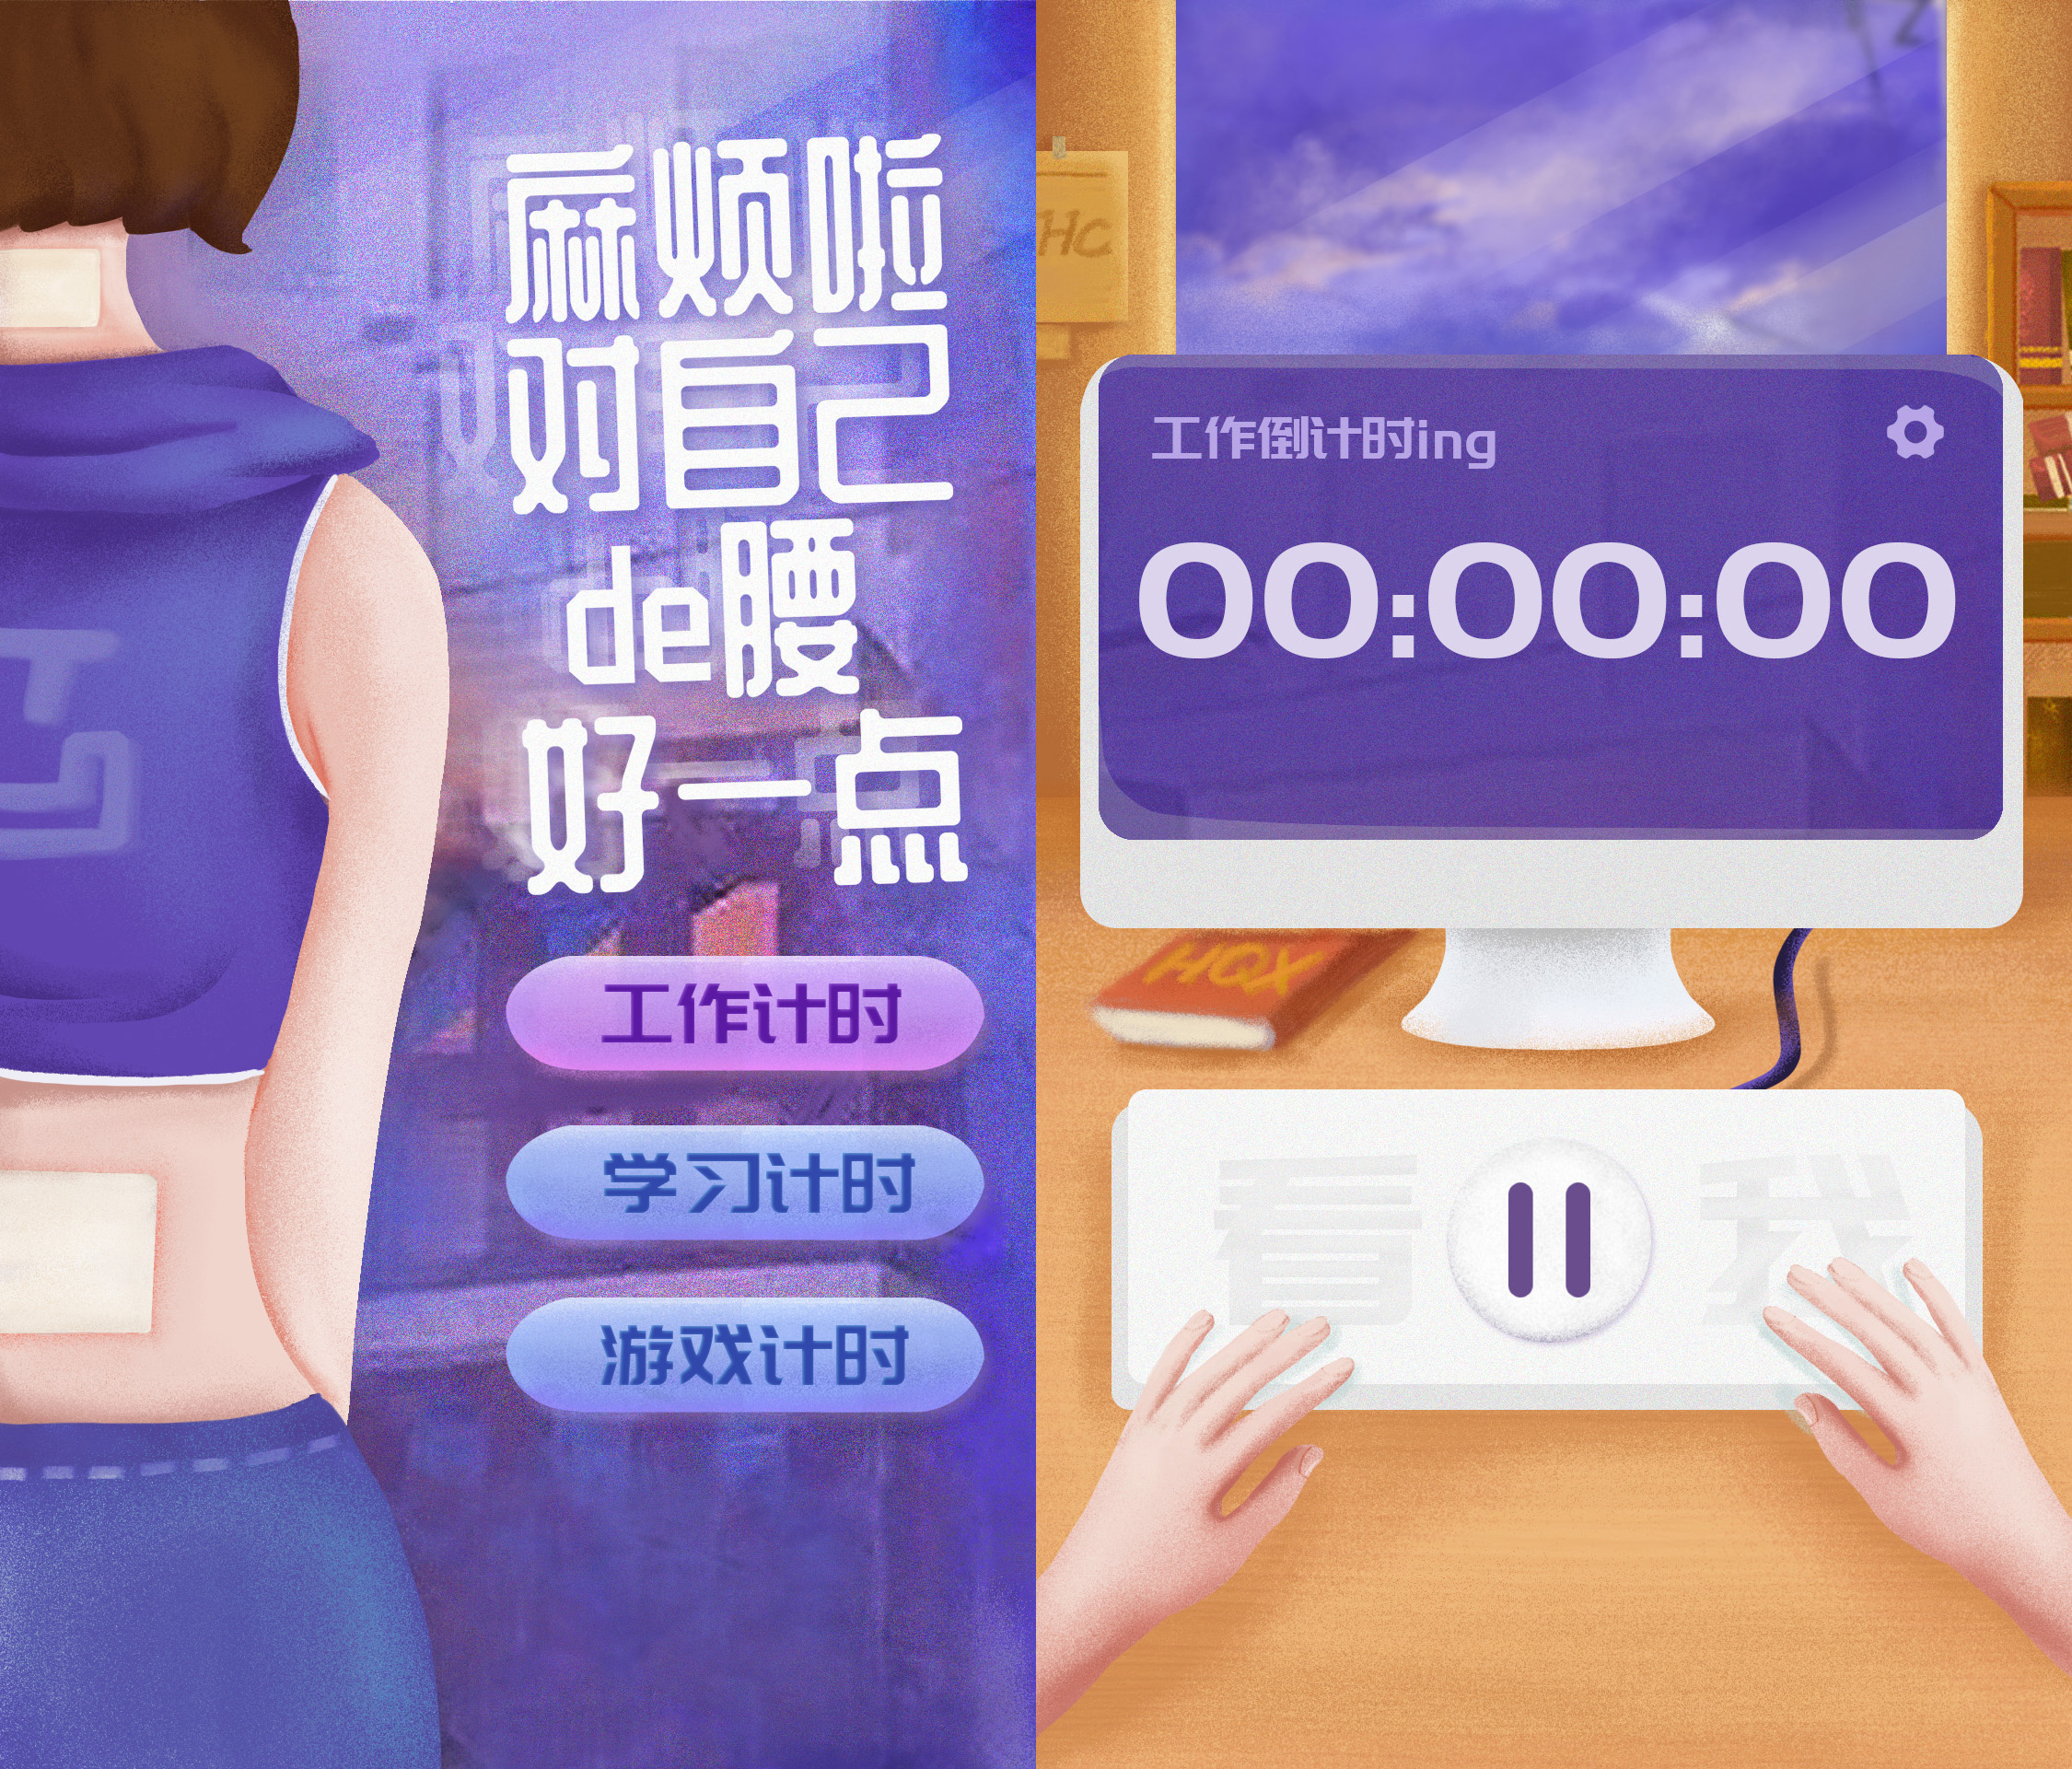 麻烦啦
对自己
de腰
好一点
工作计时
学习计时
游戏计时
HC
工作倒计时ing
00:00:00
HQX
看 我